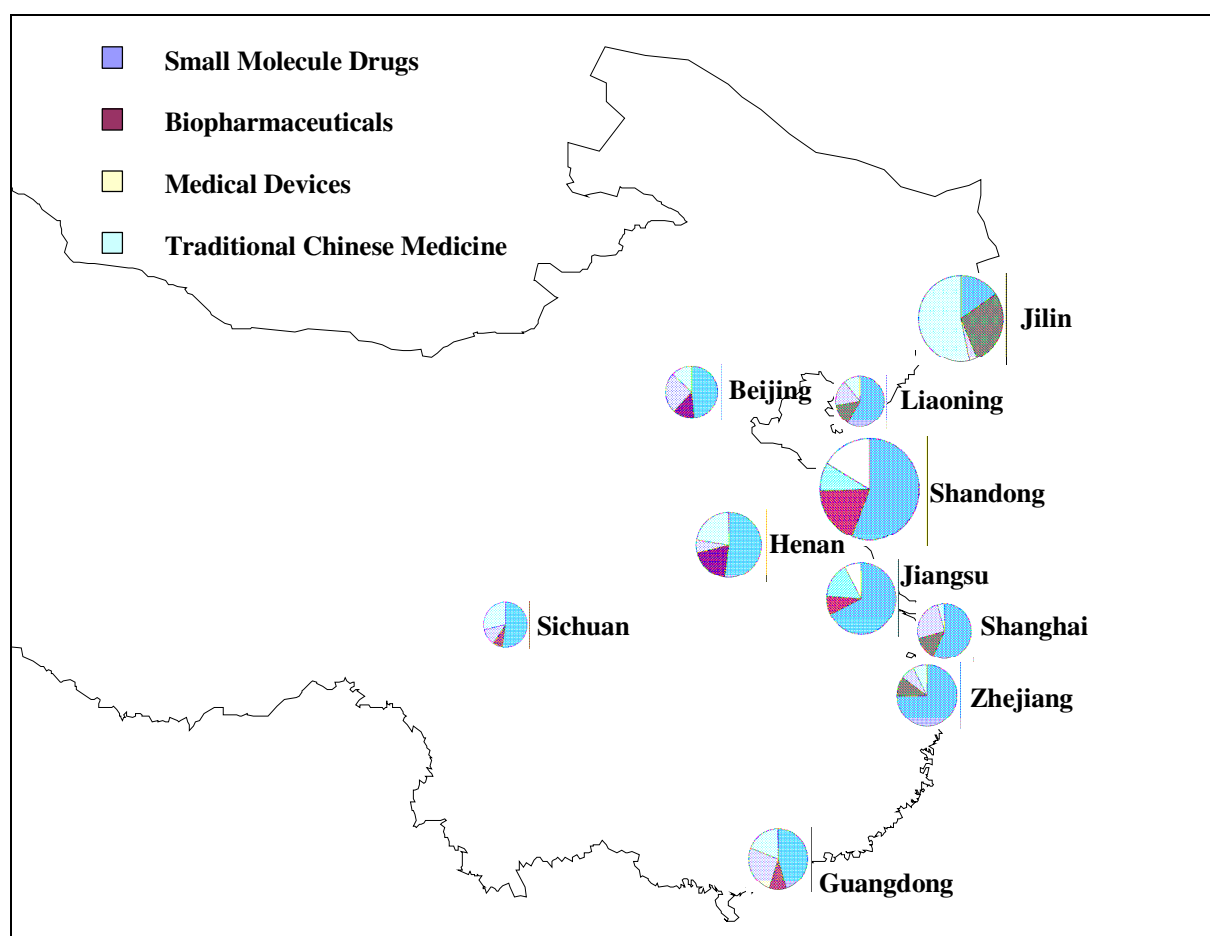 Small Molecule Drugs
Biopharmaceuticals
Medical Devices
Traditional Chinese Medicine
Jilin
Beijing
Liaoning
Shandong
Henan
Jiangsu
Sichuan
Shanghai
Zhejiang
Guangdong